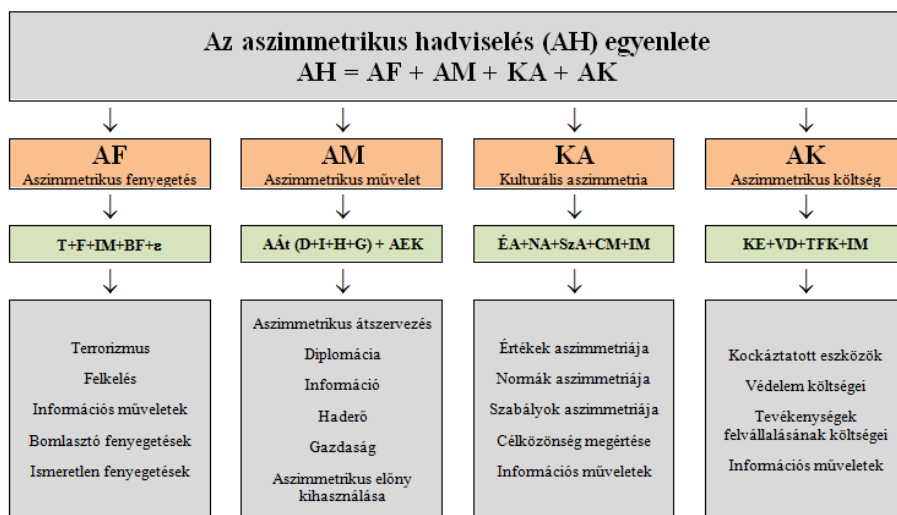 Az aszimmetrikus hadviselés (AH) egyenlete
AH = AF + AM + KA + AK
AF
Aszimmetrikus fenyegetés
T+F+IM+BF+ε
Terrorizmus
Felkelés
Információs műveletek
Bomlasztó fenyegetések
Ismeretlen fenyegetések
AM
Aszimmetrikus művelet
AÁt (D+I+H+G) + AEK
Aszimmetrikus átszervezés
Diplomácia
Információ
Haderő
Gazdaság
Aszimmetrikus előny
kihasználása
KA
Kulturális aszimmetria
ÉA+NA+SzA+CM+IM
Értékek aszimmetriája
Normák aszimmetriája
Szabályok aszimmetriája
Célközönség megértése
Információs műveletek
AK
Aszimmetrikus költség
KE+VD+TFK+IM
Kockáztatott eszközök
Védelem költségei
Tevékenységek
felvállalásának költségei
Információs műveletek